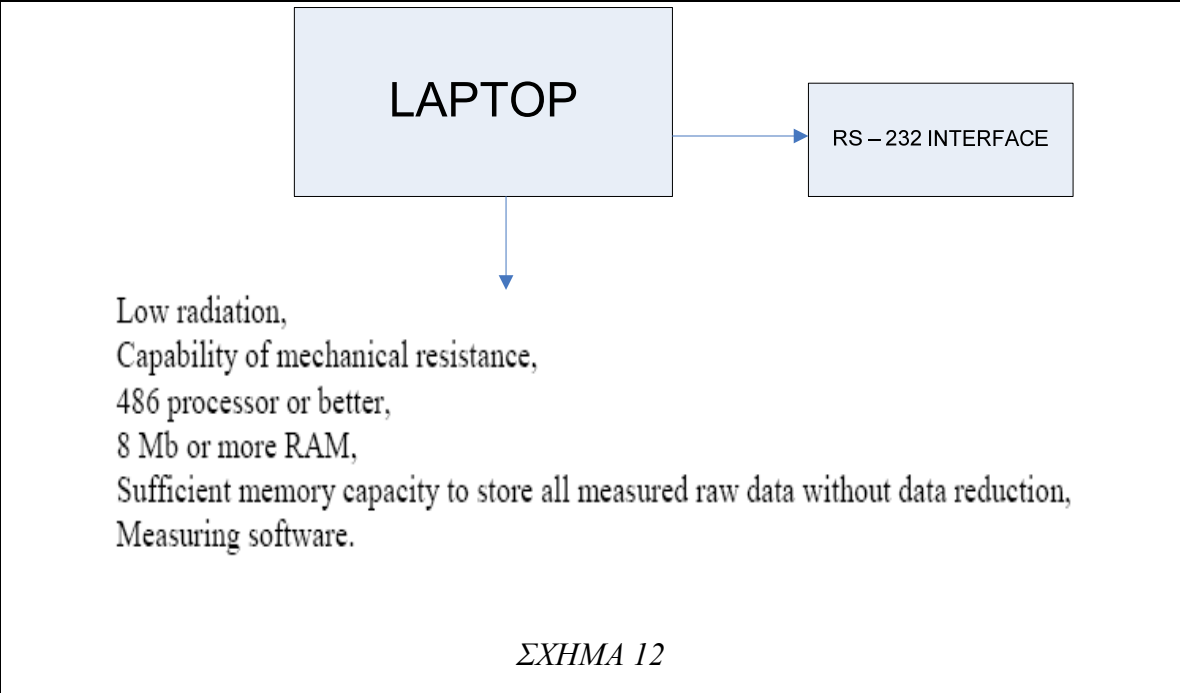 LAPTOP
RS – 232 INTERFACE
Low radiation,
Capability of mechanical resistance,
486 processor or better,
8 Mb or more RAM,
Sufficient memory capacity to store all measured raw data without data reduction,
Measuring software.
ΣΧΗΜΑ 12